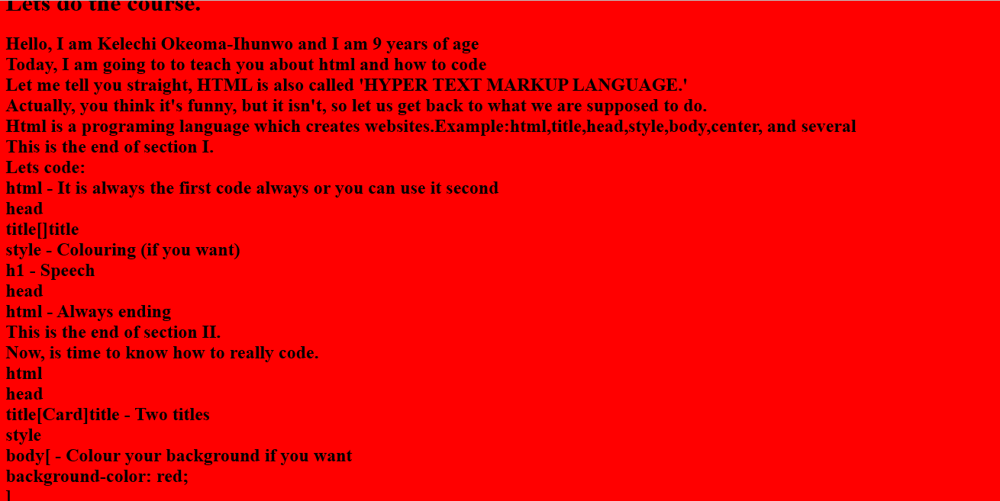 Lets do the course.
Hello, I am Kelechi Okeoma-Ihunwo and I am 9 years of age
Today, I am going to to teach you about html and how to code
Let me tell you straight, HTML is also called 'HYPER TEXT MARKUP LANGUAGE.'
Actually, you think it's funny, but it isn't, so let us get back to what we are supposed to do.
Html is a programing language which creates websites.Example:html,title,head,style,body,center, and several
This is the end of section I.
Lets code:
html - It is always the first code always or you can use it second
head
title[]title
style - Colouring (if you want)
h1 - Speech
head
html - Always ending
This is the end of section II.
Now, is time to know how to really code.
html
head
title[Card]title - Two titles
style
body[ - Colour your background if you want
background-color: red;
]